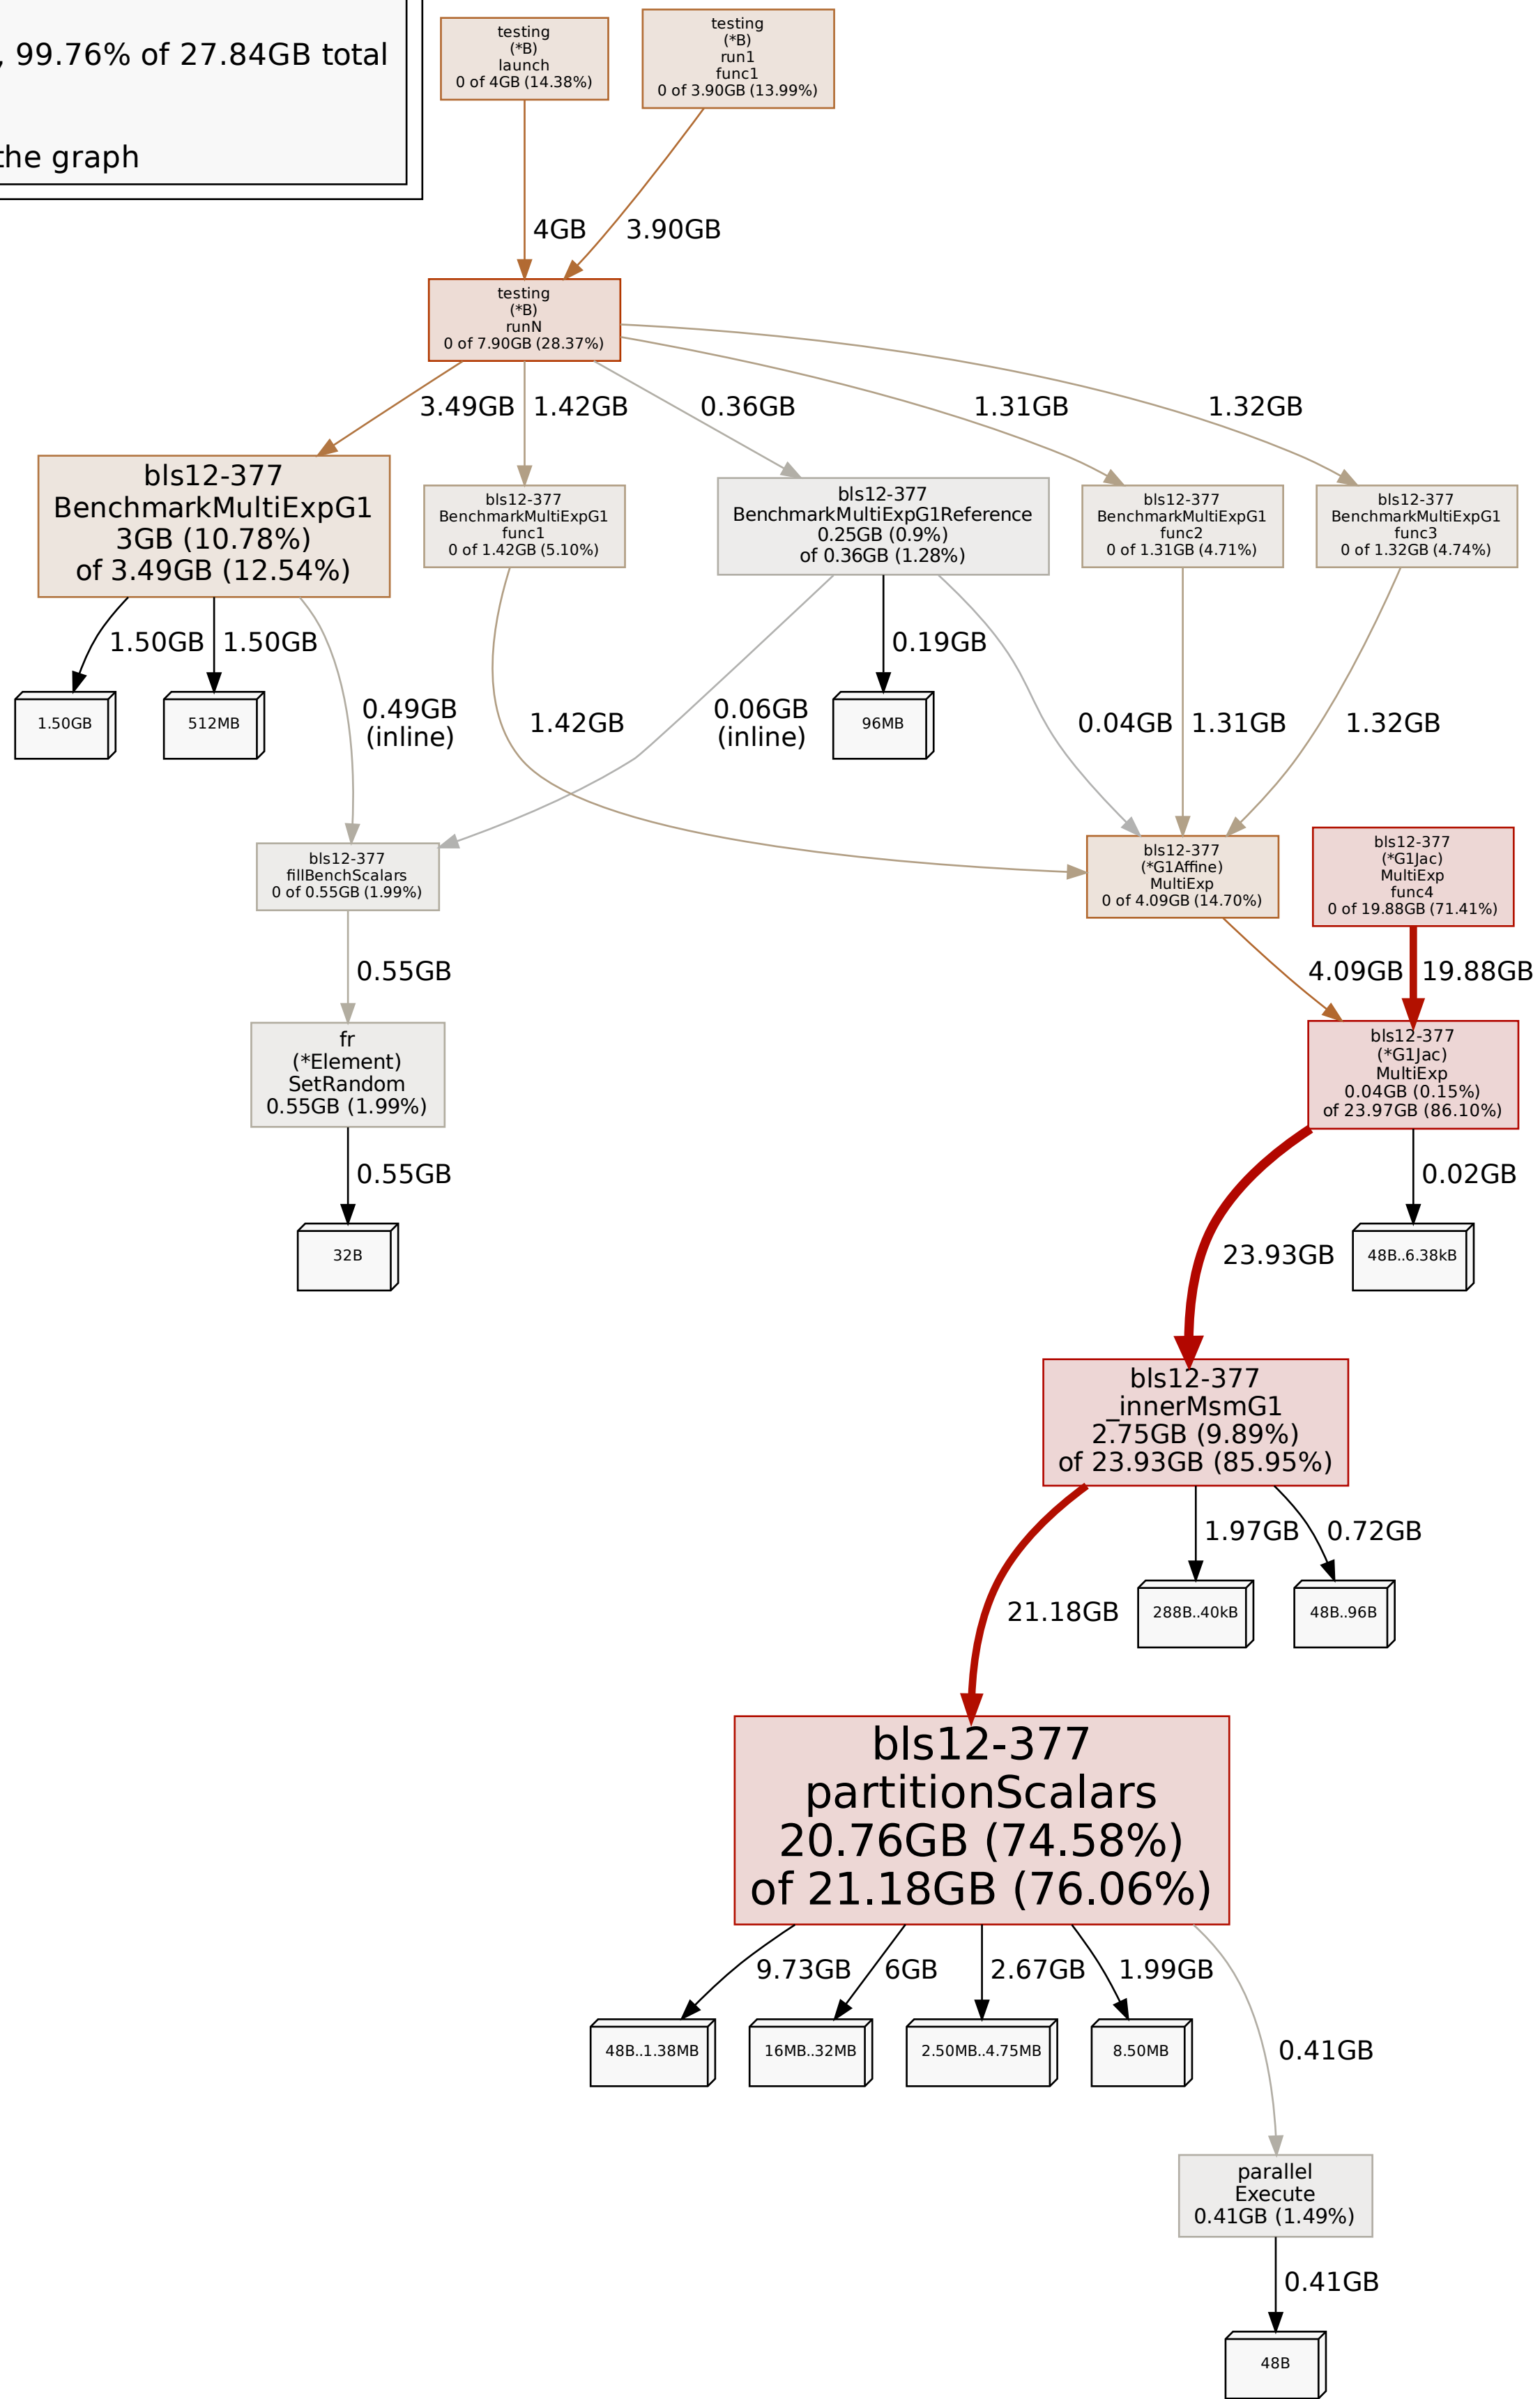 , 99.76% of 27.84GB total
the graph
testing
(*B)
launch
0 of 4GB (14.38%)
testing
(*B)
run1
func1
0 of 3.90GB (13.99%)
4GB
3.90GB
testing
(*B)
runN
0 of 7.90GB (28.37%)
3.49GB
1.42GB
0.36GB
1.31GB
1.32GB
bls12-377
BenchmarkMultiExpG1
3GB (10.78%)
of 3.49GB (12.54%)
bls12-377
BenchmarkMultiExpG1
func1
0 of 1.42GB (5.10%)
bls12-377
BenchmarkMultiExpG1Reference
0.25GB (0.9%)
of 0.36GB (1.28%)
bls12-377
BenchmarkMultiExpG1
func2
0 of 1.31GB (4.71%)
bls12-377
BenchmarkMultiExpG1
func3
0 of 1.32GB (4.74%)
1.50GB
1.50GB
0.19GB
1.50GB
512MB
0.49GB
(inline)
1.42GB
0.06GB
(inline)
96MB
0.04GB
1.31GB
1.32GB
bls12-377
fillBenchScalars
0 of 0.55GB (1.99%)
bls12-377
(*G1Affine)
MultiExp
0 of 4.09GB (14.70%)
bls12-377
(*G1Jac)
MultiExp
func4
0 of 19.88GB (71.41%)
0.55GB
4.09GB
19.88GB
fr
(*Element)
SetRandom
0.55GB (1.99%)
bls12-377
(*G1Jac)
MultiExp
0.04GB (0.15%)
of 23.97GB (86.10%)
0.55GB
0.02GB
32B
23.93GB
48B..6.38kB
bls12-377
_innerMsmG1
2.75GB (9.89%)
of 23.93GB (85.95%)
1.97GB
0.72GB
21.18GB
288B..40kB
48B..96B
bls12-377
partitionScalars
20.76GB (74.58%)
of 21.18GB (76.06%)
9.73GB
6GB
2.67GB
1.99GB
48B..1.38MB
16MB..32MB
2.50MB..4.75MB
8.50MB
0.41GB
parallel
Execute
0.41GB (1.49%)
0.41GB
48B